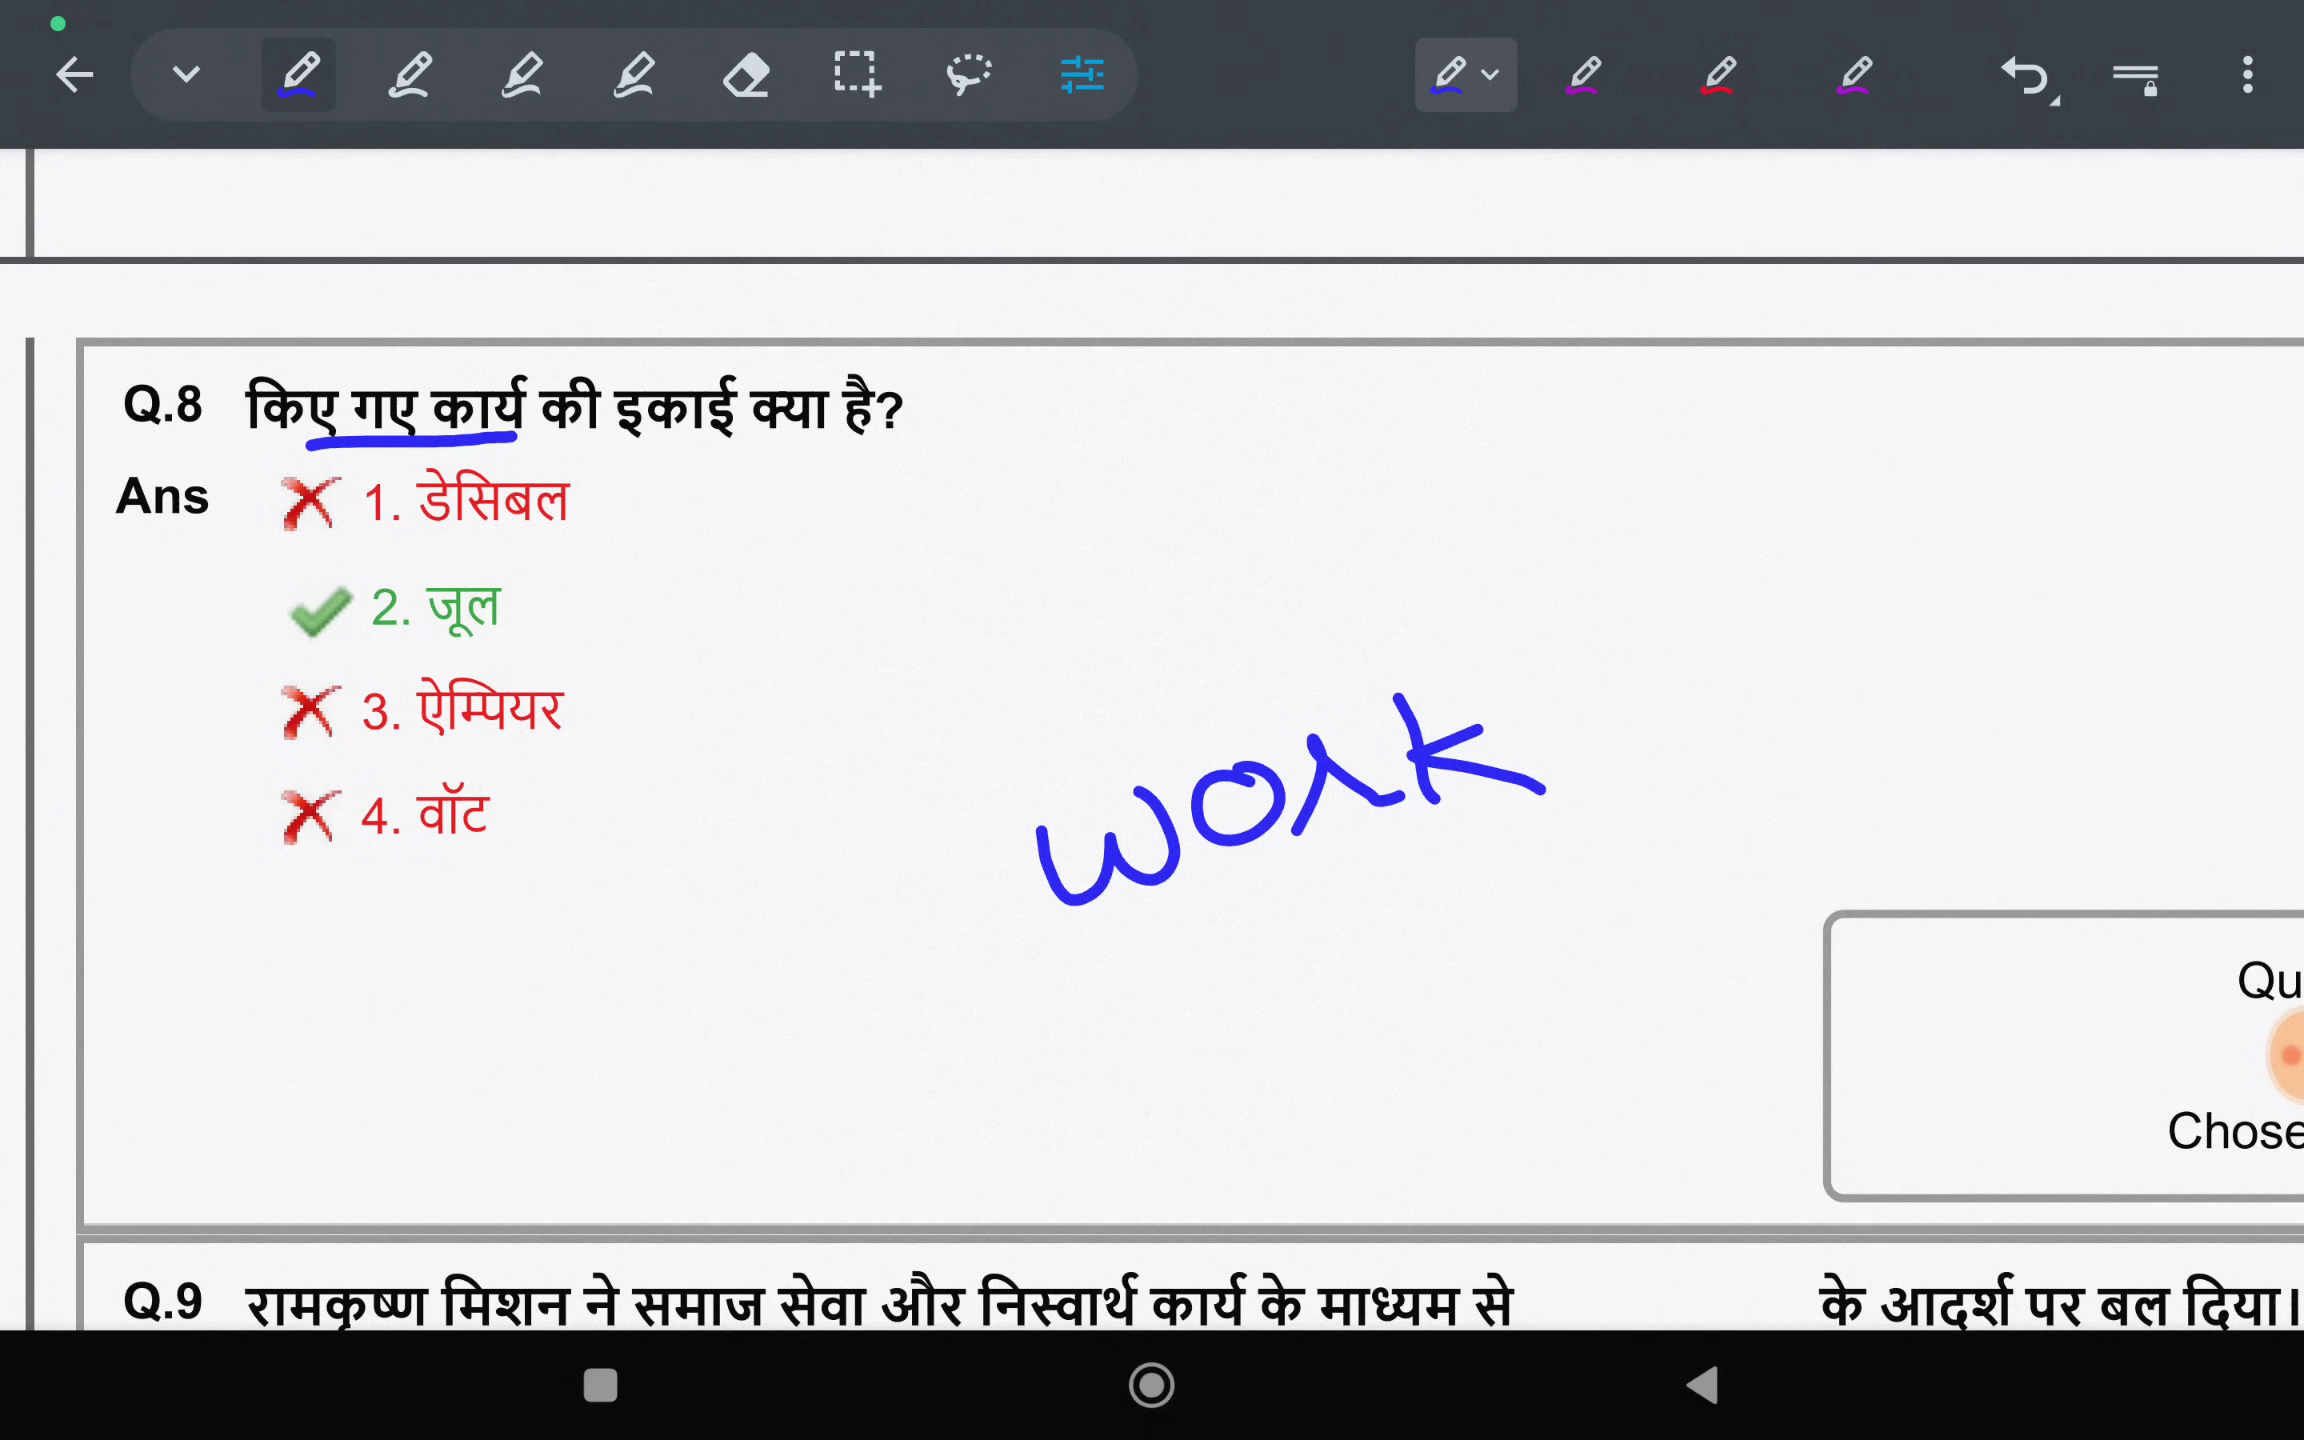 Q.8 किए गए कार्य की इकाई क्या है?
Ans 1. डेसिबल
2. जूल
3. ऐम्पियर
4. वॉट
work
Qu
Chose
Q.9 रामकृष्ण मिशन ने समाज सेवा और निस्वार्थ कार्य के माध्यम से के आदर्श पर बल दिया।